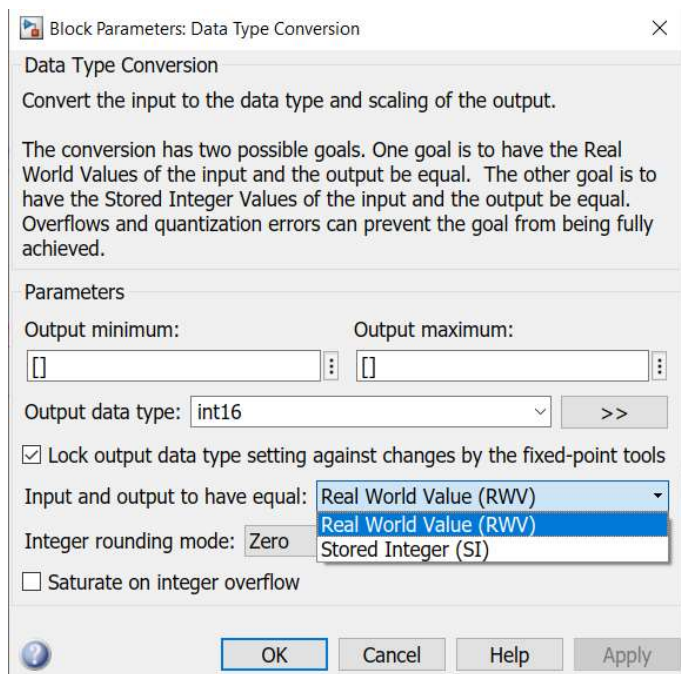 Block Parameters: Data Type Conversion
Data Type Conversion
Convert the input to the data type and scaling of the output.
The conversion has two possible goals. One goal is to have the Real
World Values of the input and the output be equal.  The other goal is to
have the Stored Integer Values of the input and the output be equal.
Overflows and quantization errors can prevent the goal from being fully
achieved.
Parameters
Output minimum: Output maximum:
[] []
Output data type: int16 >>
Lock output data type setting against changes by the fixed-point tools
Input and output to have equal: Real World Value (RWV)
Real World Value (RWV)
Integer rounding mode: Zero
Stored Integer (SI)
Saturate on integer overflow
OK Cancel Help Apply